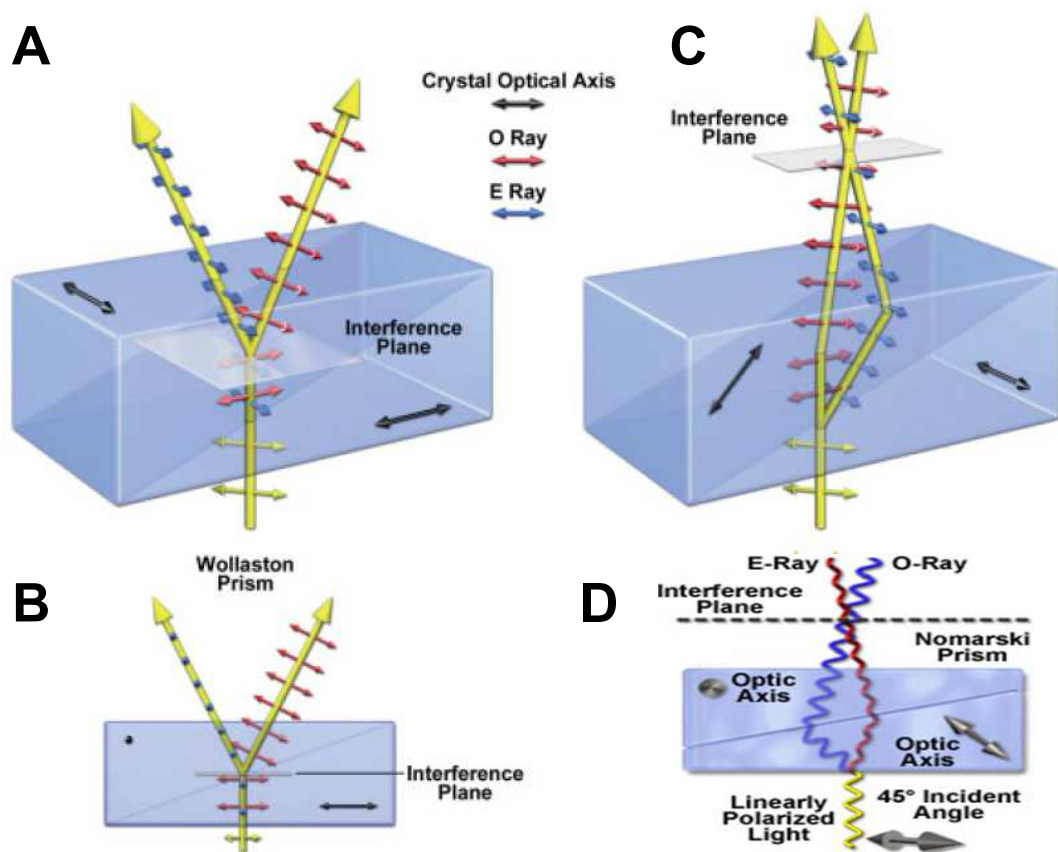 A
Crystal Optical Axis
O Ray
E Ray
Interference
Plane
C
Interference
Plane
Wollaston
Prism
B
Interference
Plane
D
E-Ray
O-Ray
Interference
Plane
Nomarski
Prism
Optic
Axis
Optic
Axis
Linearly
Polarized
Light
45° Incident
Angle